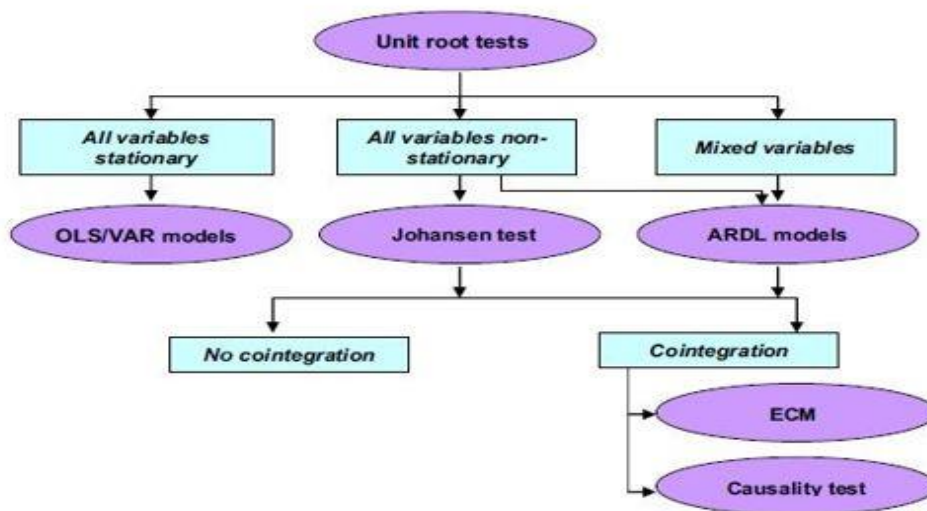 Unit root tests
All variables
stationary
All variables non-
stationary
Mixed variables
OLS/VAR models
Johansen test
ARDL models
No cointegration
Cointegration
ECM
Causality test